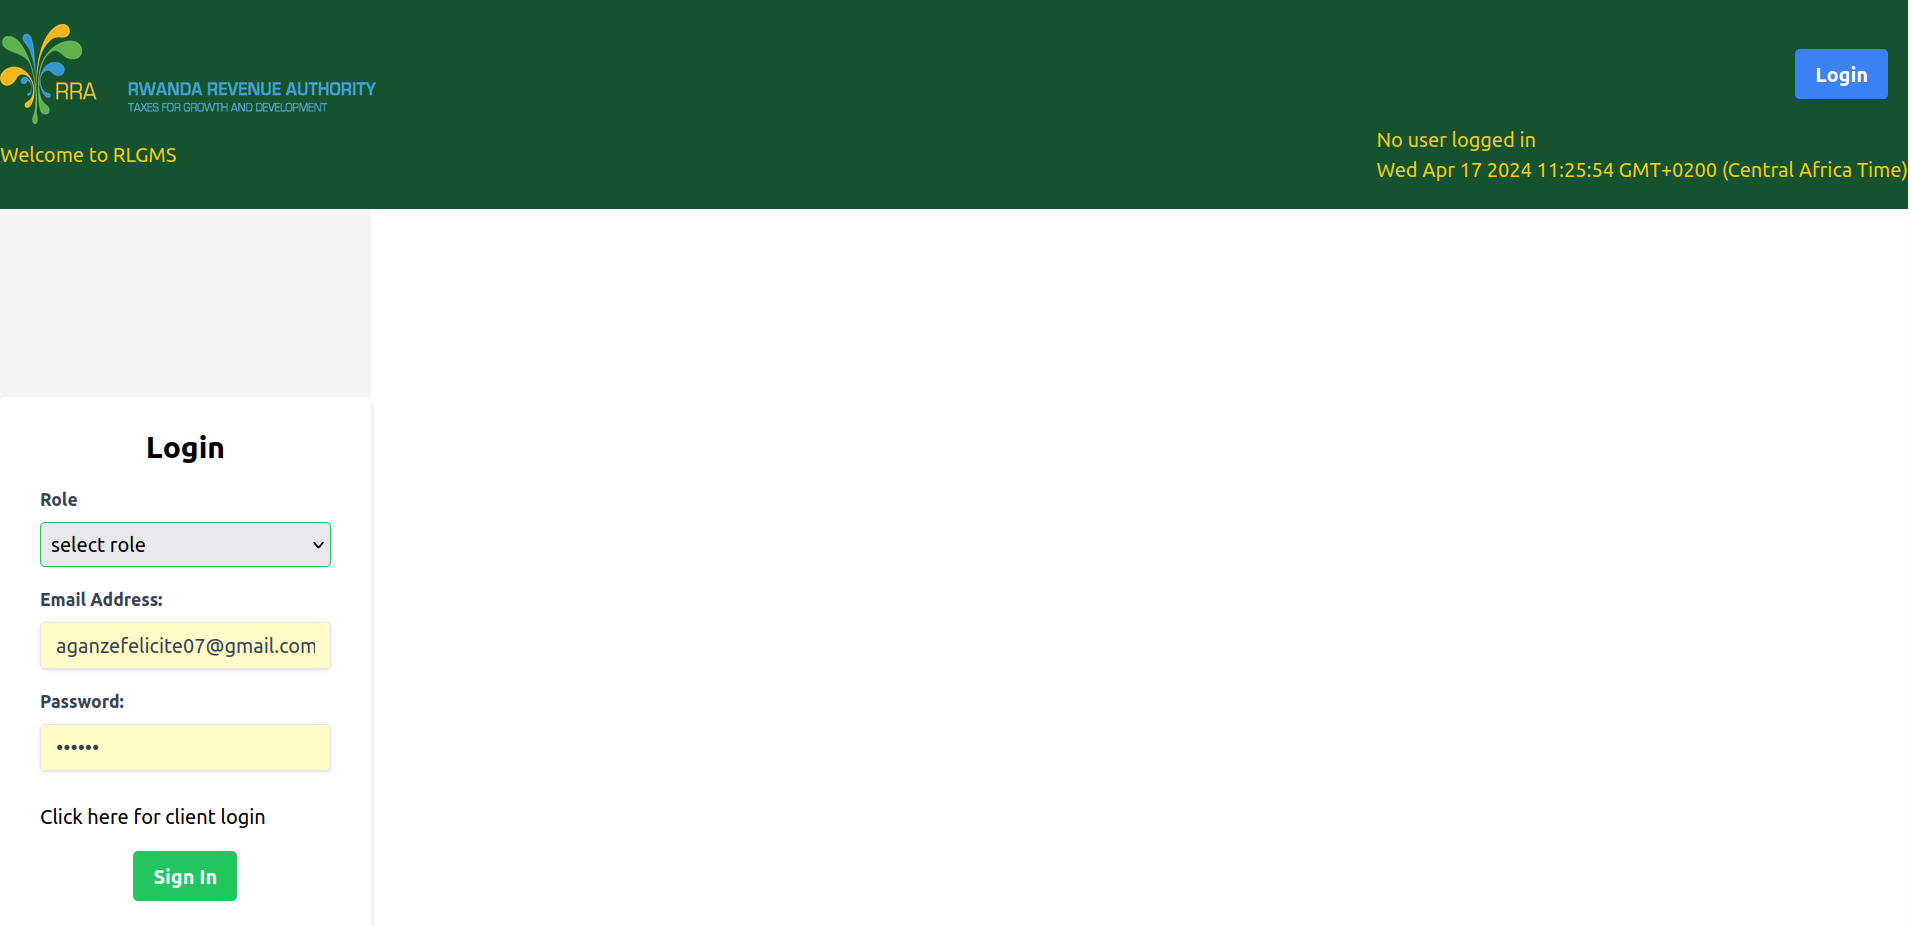 RRA
RWANDA REVENUE AUTHORITY
TAXES FOR GROWTH AND DEVELOPMENT
Login
Welcome to RLGMS
No user logged in
Wed Apr 17 2024 11:25:54 GMT+0200 (Central Africa Time)
Login
Role
select role
Email Address:
aganzefelicite07@gmail.com
Password:
••••••
Click here for client login
Sign In